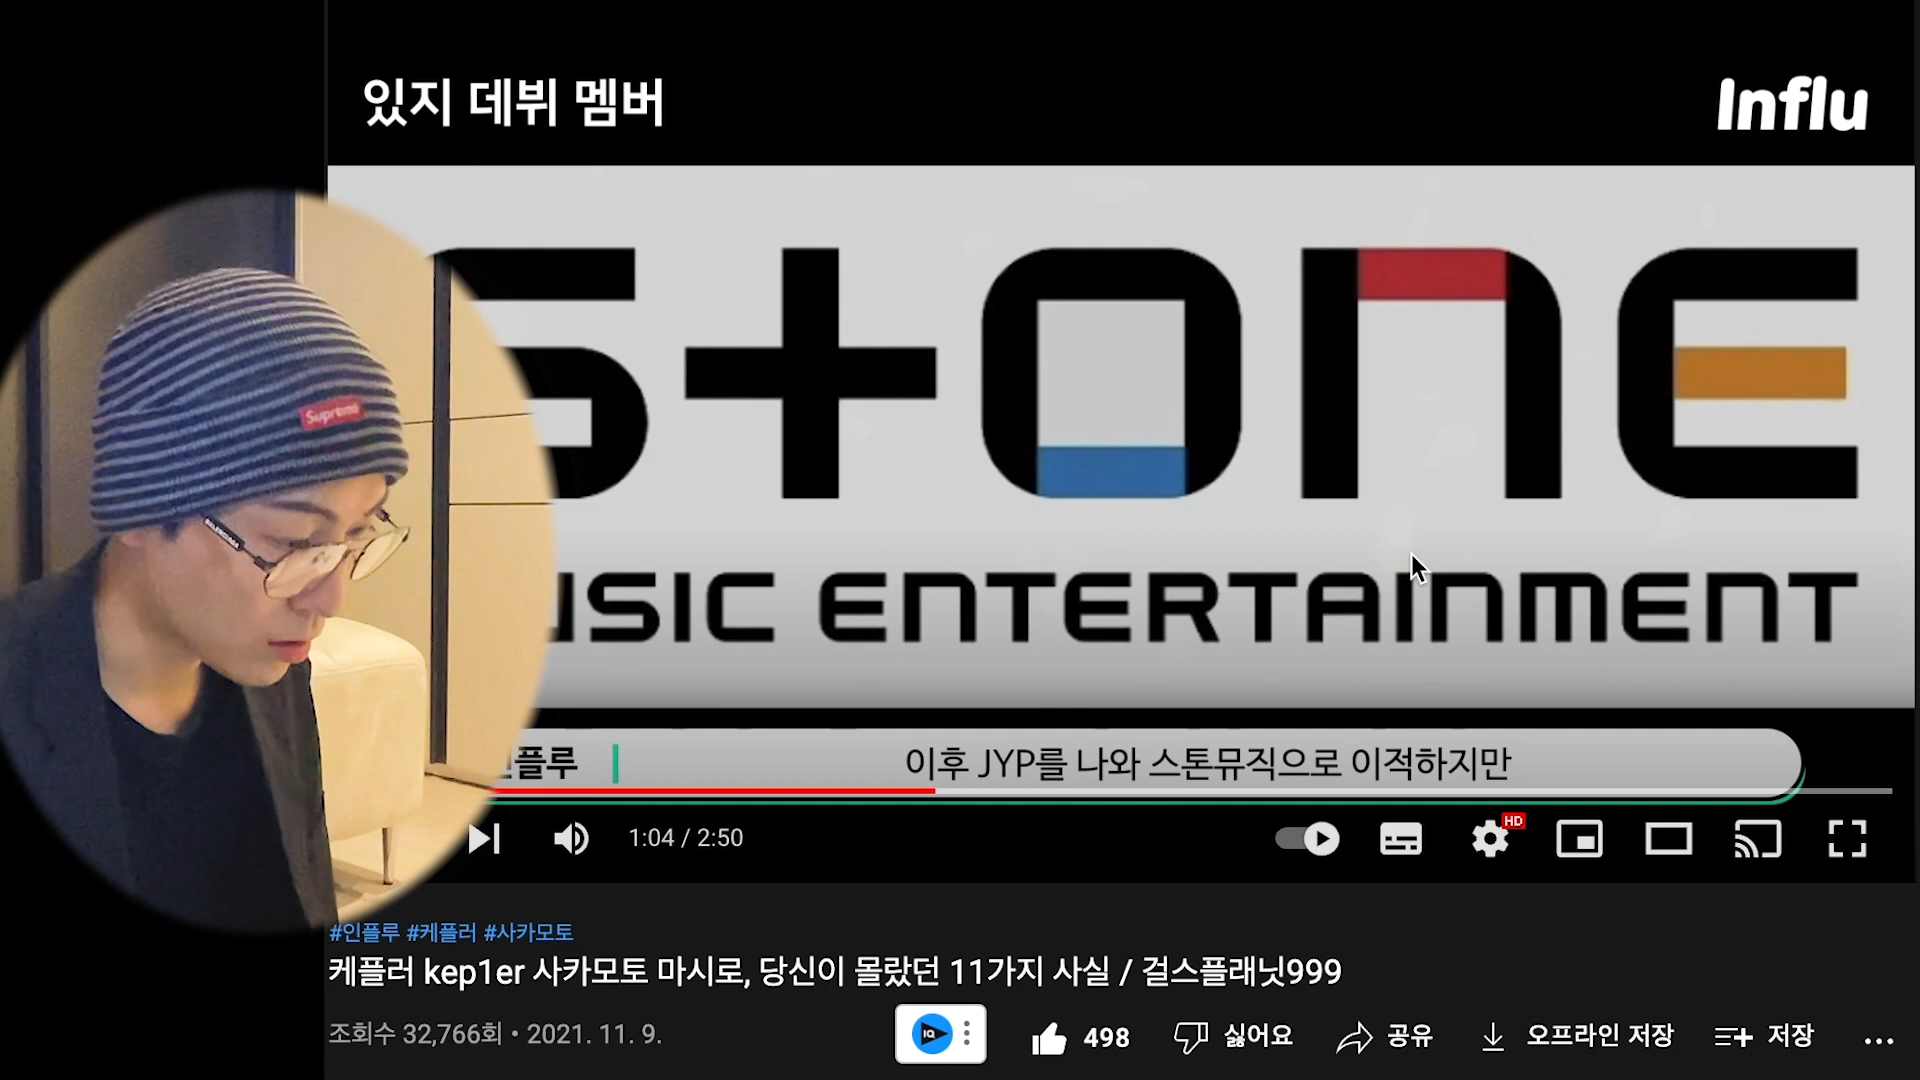 있지 데뷔 멤버
Influ
Supreme
STONE
MUSIC ENTERTAINMENT
인플루
이후 JYP를 나와 스톤뮤직으로 이적하지만
1:04 / 2:50
HD
#인플루 #케플러 #사카모토
케플러 kep1er 사카모토 마시로, 당신이 몰랐던 11가지 사실 / 걸스플래닛999
조회수 32,766회 • 2021. 11. 9.
IQ
498
싫어요
공유
오프라인 저장
저장